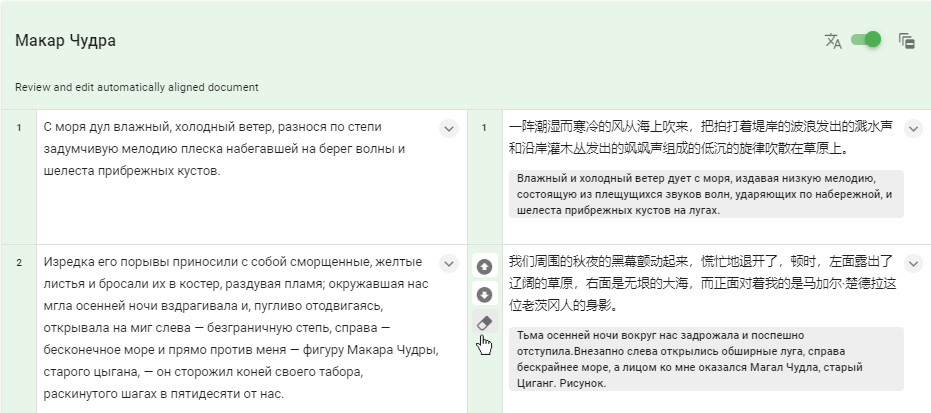 Макар Чудра
Review and edit automatically aligned document
1
С моря дул влажный, холодный ветер, разнося по степи
задумчивую мелодию плеска набегавшей на берег волны и
шелеста прибрежных кустов.
1
一阵潮湿而寒冷的风从海上吹来，把拍打着堤岸的波浪发出的溅水声
和沿岸灌木丛发出的飒飒声组成的低沉的旋律吹散在草原上。
Влажный и холодный ветер дует с моря, издавая низкую мелодию,
состоящую из плещущихся звуков волн, ударяющих по набережной, и
шелеста прибрежных кустов на лугах.
2
Изредка его порывы приносили с собой сморщенные, желтые
листья и бросали их в костер, раздувая пламя; окружавшая нас
мгла осенней ночи вздрагивала и, пугливо отодвигаясь,
открывала на миг слева — безграничную степь, справа —
бесконечное море и прямо против меня — фигуру Макара Чудры,
старого цыгана, — он сторожил коней своего табора,
раскинутого шагах в пятидесяти от нас.
我们周围的秋夜的黑幕颤动起来，慌忙地退开了，顿时，左面露出了
辽阔的草原，右面是无垠的大海，而正面对着我的是马加尔·楚德拉这
位老茨冈人的身影。
Тьма осенней ночи вокруг нас задрожала и поспешно
отступила.Внезапно слева открылись обширные луга, справа
бескрайнее море, а лицом ко мне оказался Магал Чудла, старый
Циганг. Рисунок.